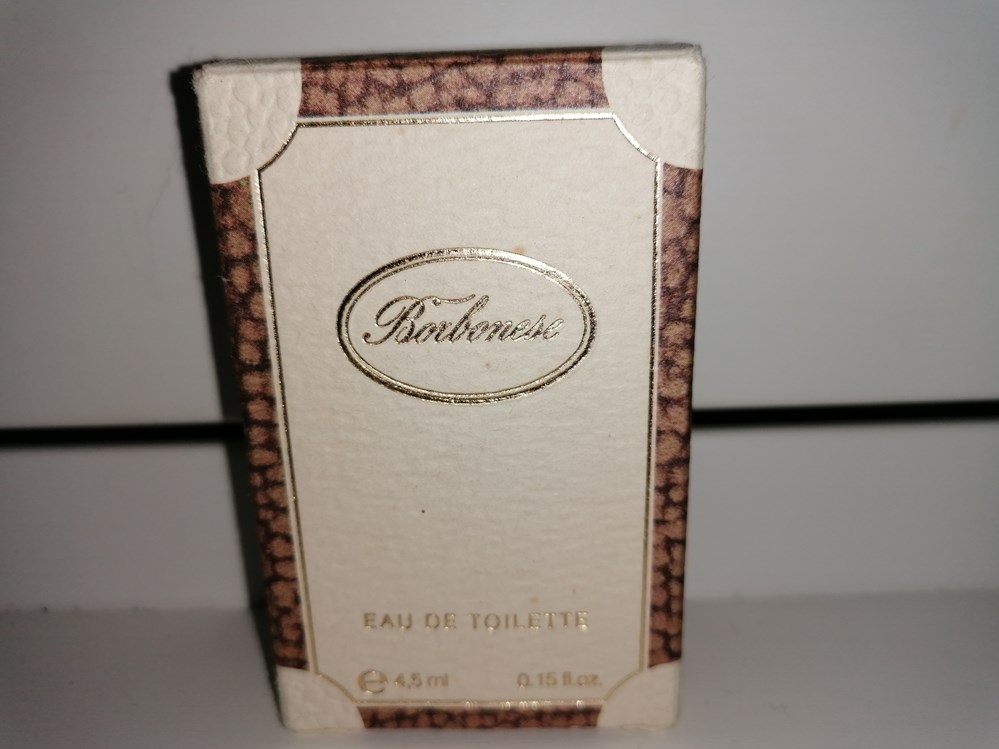 Borbonese
EAU DE TOILETTE
℮ 4,5 ml 0.15 fl.oz.